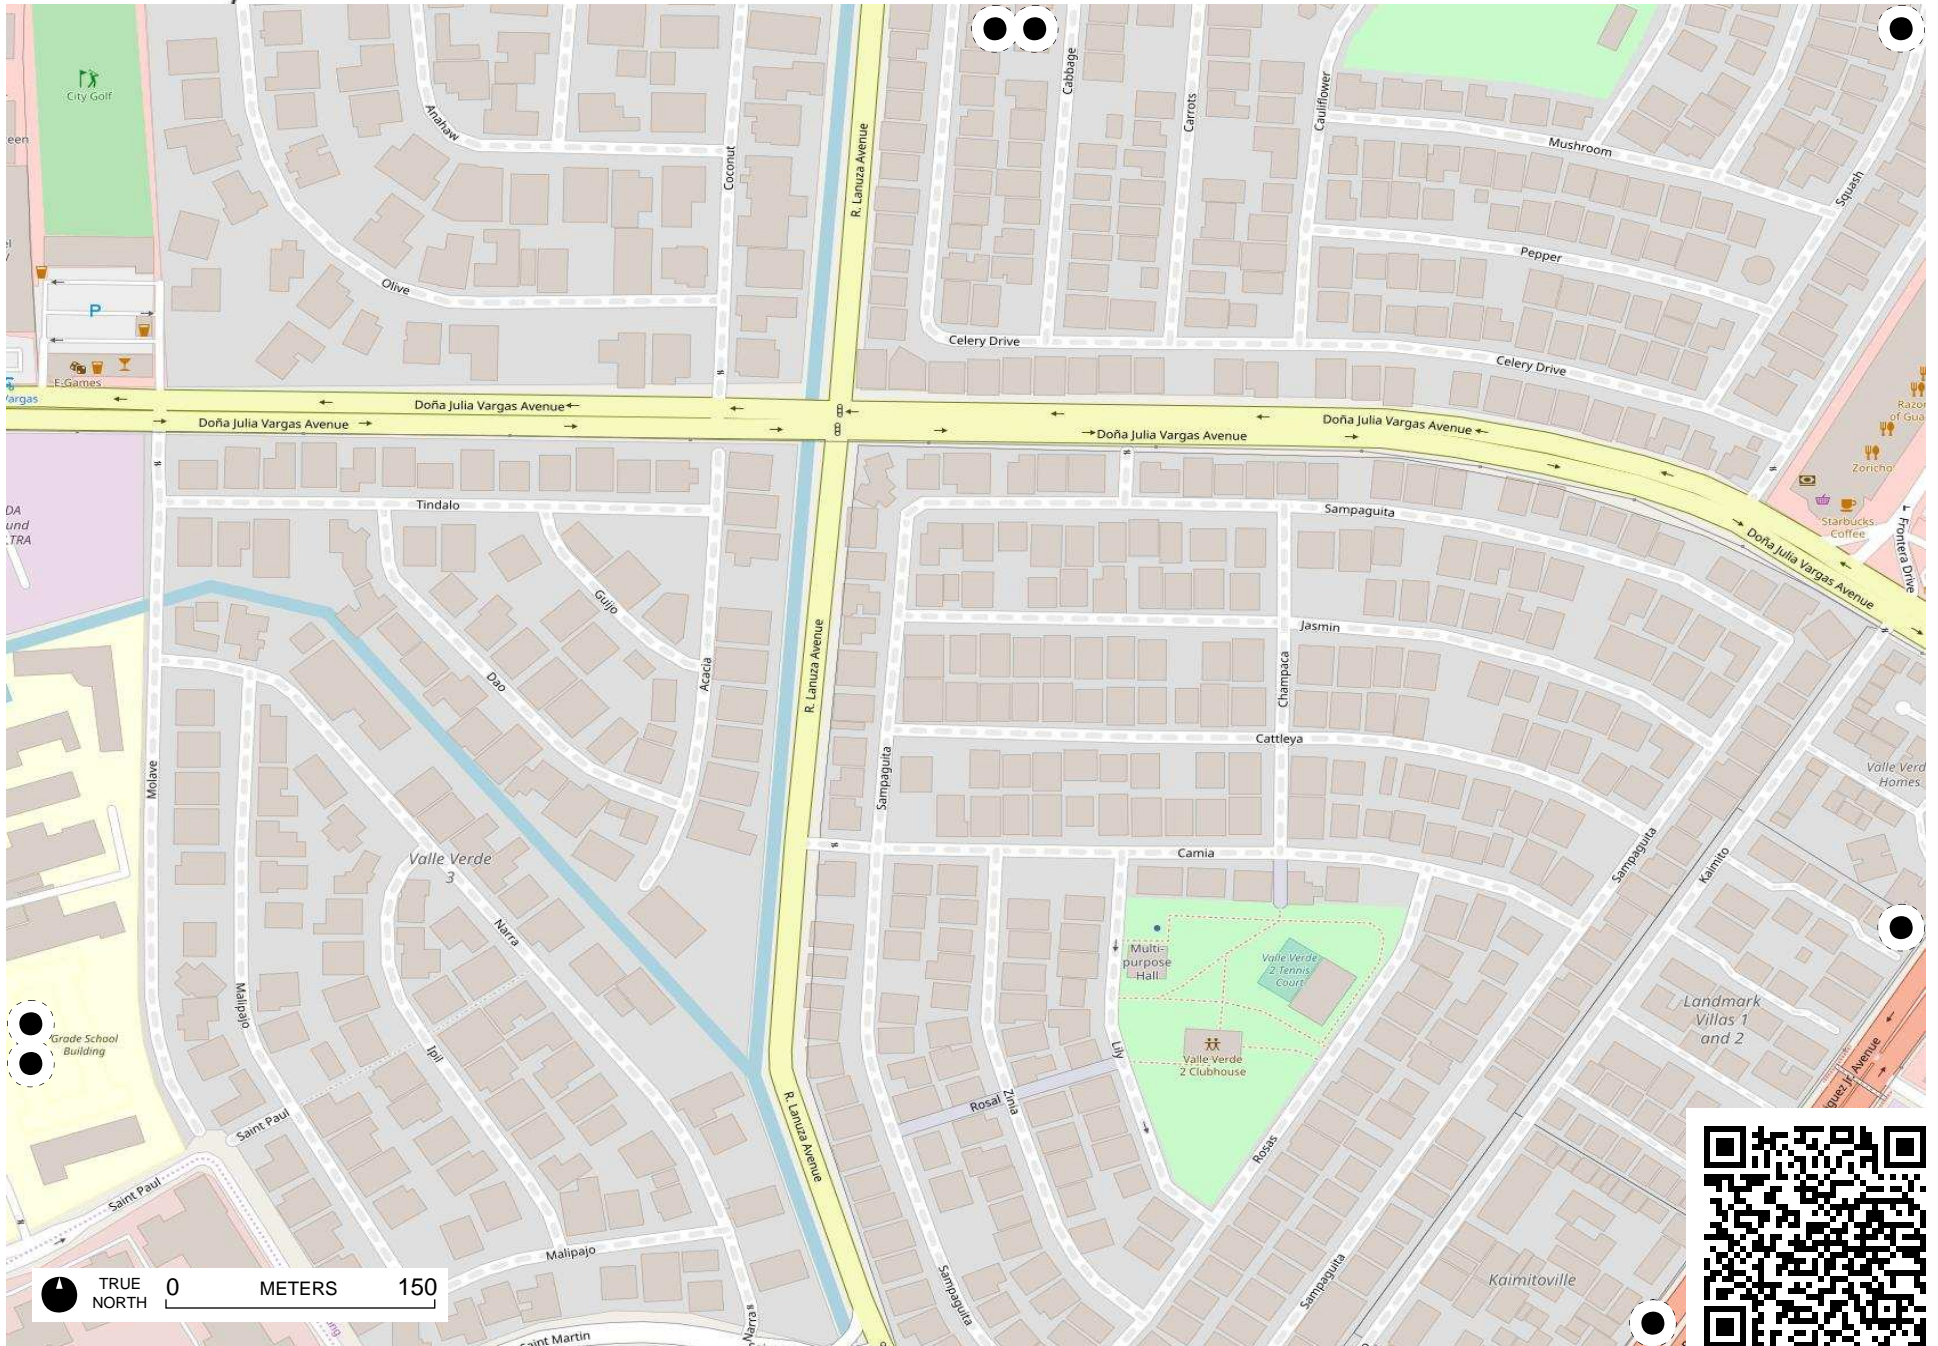 City Golf
Anahaw
Coconut
R. Lanuza Avenue
Cabbage
Carrots
Cauliflower
Mushroom
Squash
Pepper
Olive
P
Celery Drive
Celery Drive
E-Games
Vargas
Doña Julia Vargas Avenue
Doña Julia Vargas Avenue
Doña Julia Vargas Avenue
Doña Julia Vargas Avenue
Zoricho
Starbucks
Coffee
Frontera Drive
Doña Julia Vargas Avenue
Tindalo
Sampaguita
Guijo
Jasmin
Dao
Acacia
R. Lanuza Avenue
Champaca
Cattleya
Molave
Sampaguita
Homes
Valle Verde
3
Camia
Sampaguita
Kaimito
Narra
Multi-
purpose
Hall
Valle Verde
2 Tennis
Court
Malipajo
Landmark
Villas 1
and 2
Grade School
Building
Ipil
Lily
Valle Verde
2 Clubhouse
Rosal
Zinia
R. Lanuza Avenue
Saint Paul
Rosas
Saint Paul
Malipajo
Sampaguita
Sampaguita
Kaimitoville
Narra
TRUE
NORTH
0 METERS 150